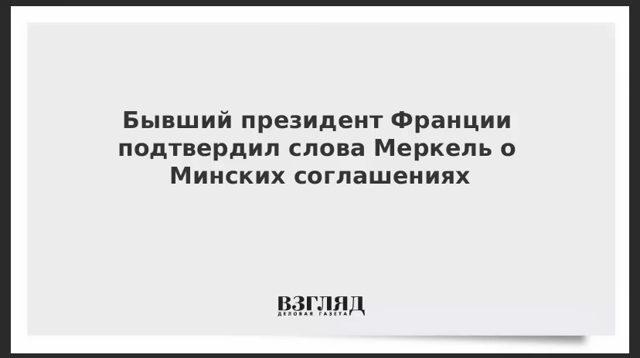 Бывший президент Франции
подтвердил слова Меркель о
Минских соглашениях
ВЗГЛЯД
ДЕЛОВАЯ ГАЗЕТА